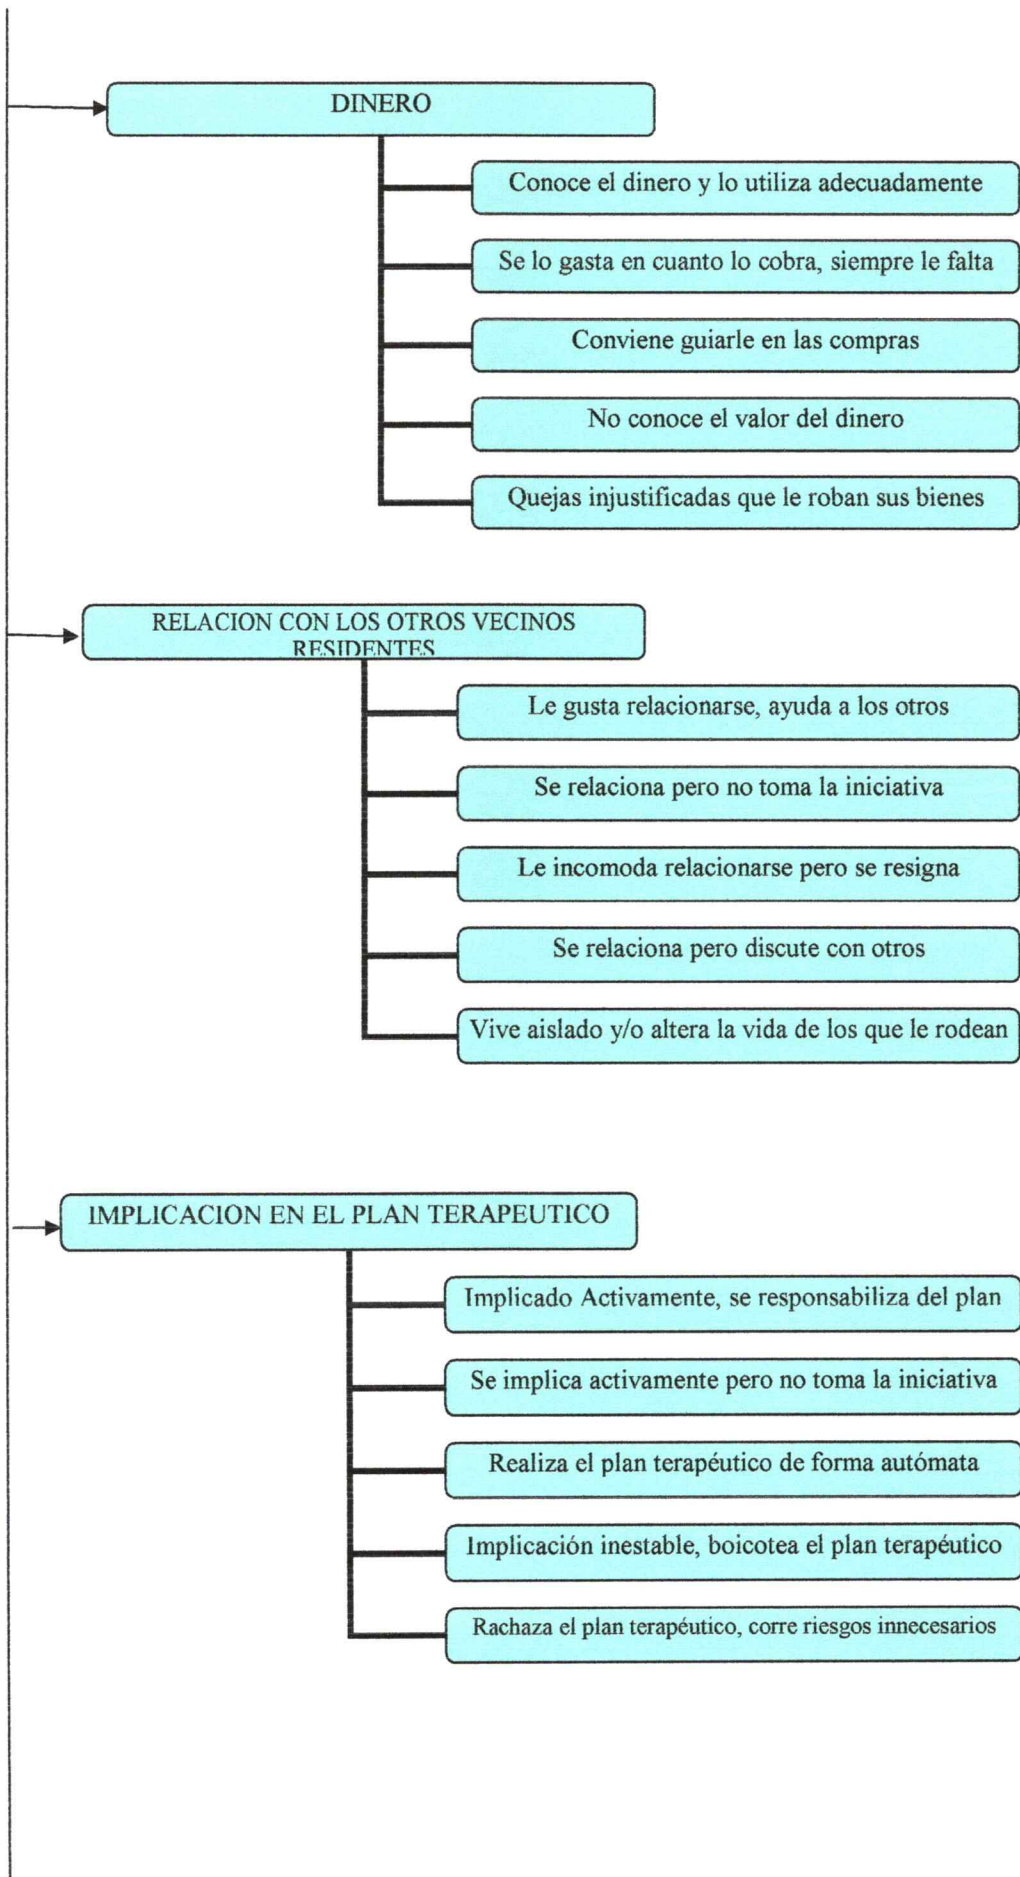 DINERO
Conoce el dinero y lo utiliza adecuadamente
Se lo gasta en cuanto lo cobra, siempre le falta
Conviene guiarle en las compras
No conoce el valor del dinero
Quejas injustificadas que le roban sus bienes
RELACION CON LOS OTROS VECINOS
RESIDENTES
Le gusta relacionarse, ayuda a los otros
Se relaciona pero no toma la iniciativa
Le incomoda relacionarse pero se resigna
Se relaciona pero discute con otros
Vive aislado y/o altera la vida de los que le rodean
IMPLICACION EN EL PLAN TERAPEUTICO
Implicado Activamente, se responsabiliza del plan
Se implica activamente pero no toma la iniciativa
Realiza el plan terapéutico de forma autómata
Implicación inestable, boicotea el plan terapéutico
Rachaza el plan terapéutico, corre riesgos innecesarios